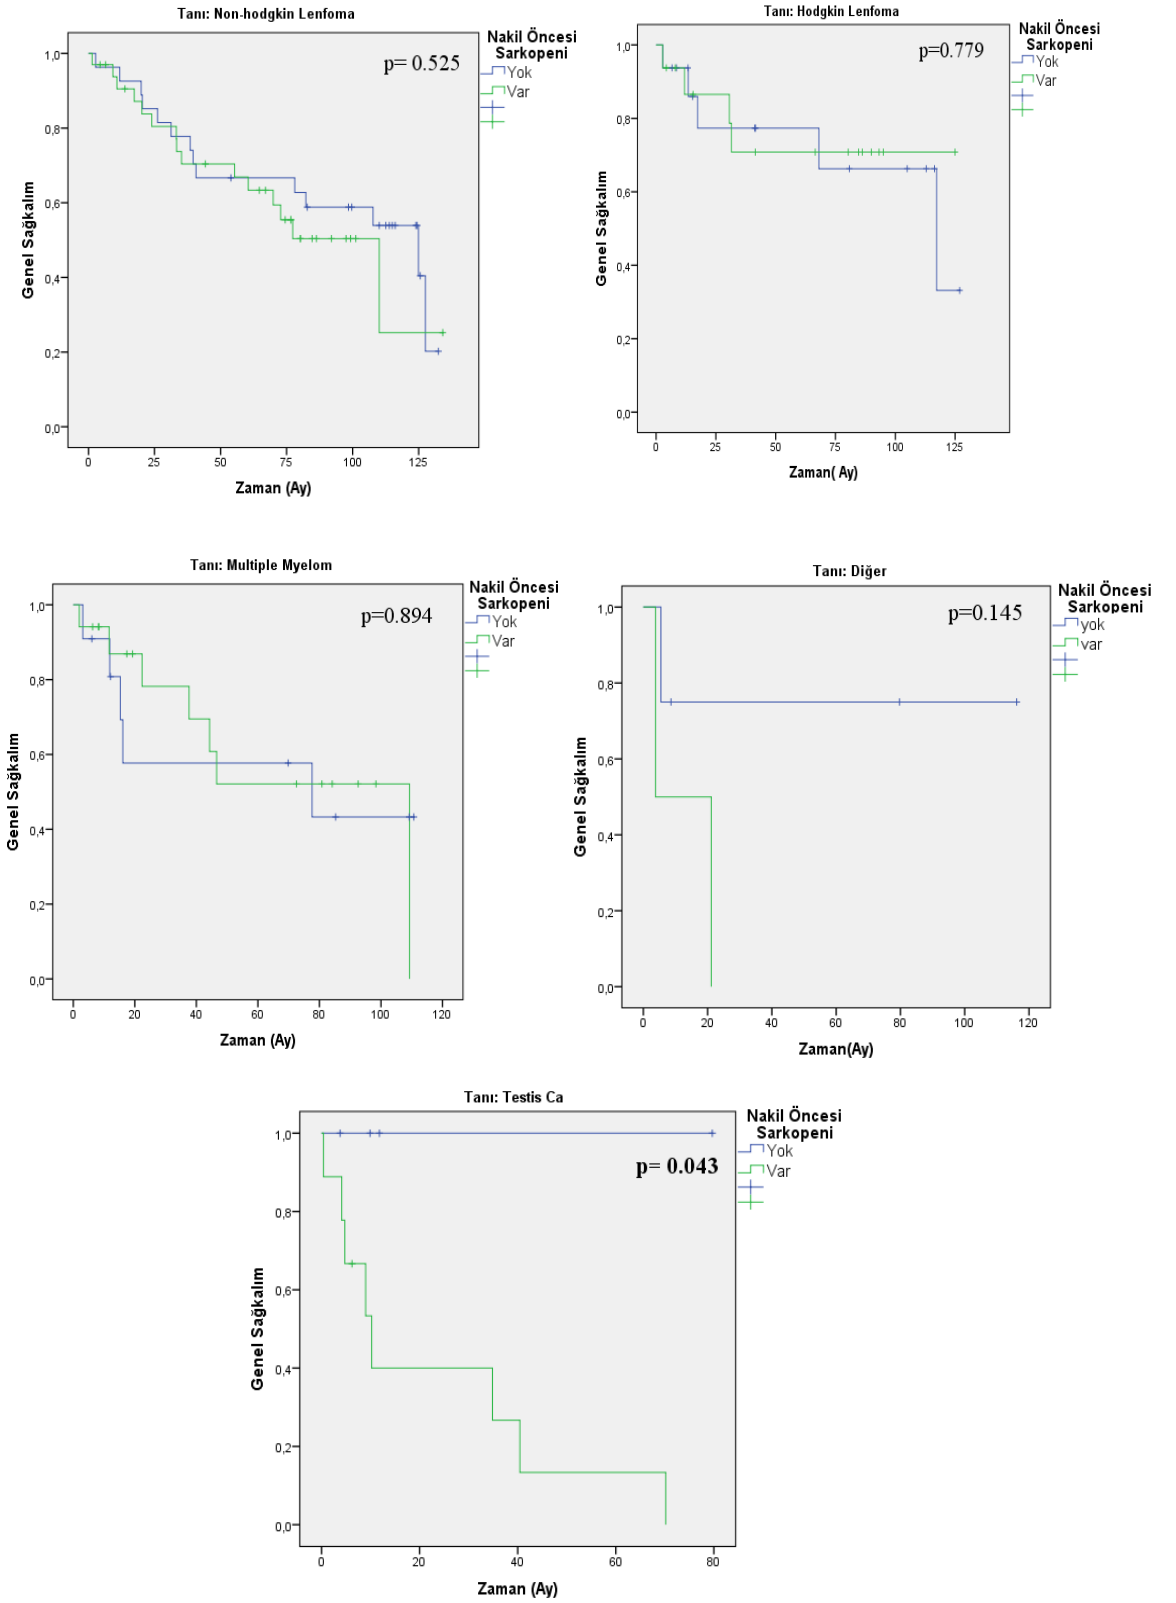 Tanı: Non-hodgkin Lenfoma
p= 0.525
Nakil Öncesi
Sarkopeni
Yok
Var
1,0
0,8
0,6
0,4
0,2
0,0
Genel Sağkalım
0 25 50 75 100 125
Zaman (Ay)
Tanı: Hodgkin Lenfoma
p=0.779
Nakil Öncesi
Sarkopeni
Yok
Var
1,0
0,8
0,6
0,4
0,2
0,0
Genel Sağkalım
0 25 50 75 100 125
Zaman( Ay)
Tanı: Multiple Myelom
p=0.894
Nakil Öncesi
Sarkopeni
Yok
Var
1,0
0,8
0,6
0,4
0,2
0,0
Genel Sağkalım
0 20 40 60 80 100 120
Zaman (Ay)
Tanı: Diğer
p=0.145
Nakil Öncesi
Sarkopeni
yok
var
1,0
0,8
0,6
0,4
0,2
0,0
Genel Sağkalım
0 20 40 60 80 100 120
Zaman(Ay)
Tanı: Testis Ca
p= 0.043
Nakil Öncesi
Sarkopeni
Yok
Var
1,0
0,8
0,6
0,4
0,2
0,0
Genel Sağkalım
0 20 40 60 80
Zaman (Ay)